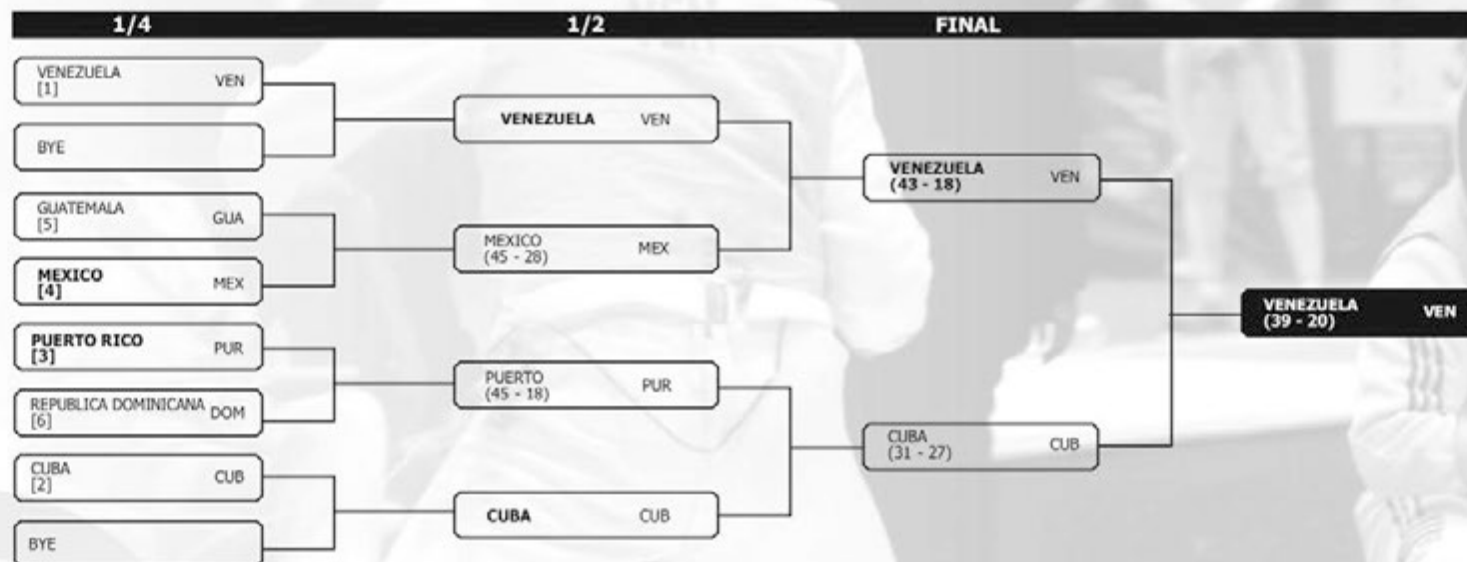 1/4 1/2 FINAL
VENEZUELA VEN
[1]
BYE
GUATEMALA GUA
[5]
MEXICO MEX
[4]
PUERTO RICO PUR
[3]
REPUBLICA DOMINICANA DOM
[6]
CUBA CUB
[2]
BYE
VENEZUELA VEN
MEXICO MEX
(45 - 28)
PUERTO PUR
(45 - 18)
CUBA CUB
VENEZUELA VEN
(43 - 18)
CUBA CUB
(31 - 27)
VENEZUELA VEN
(39 - 20)